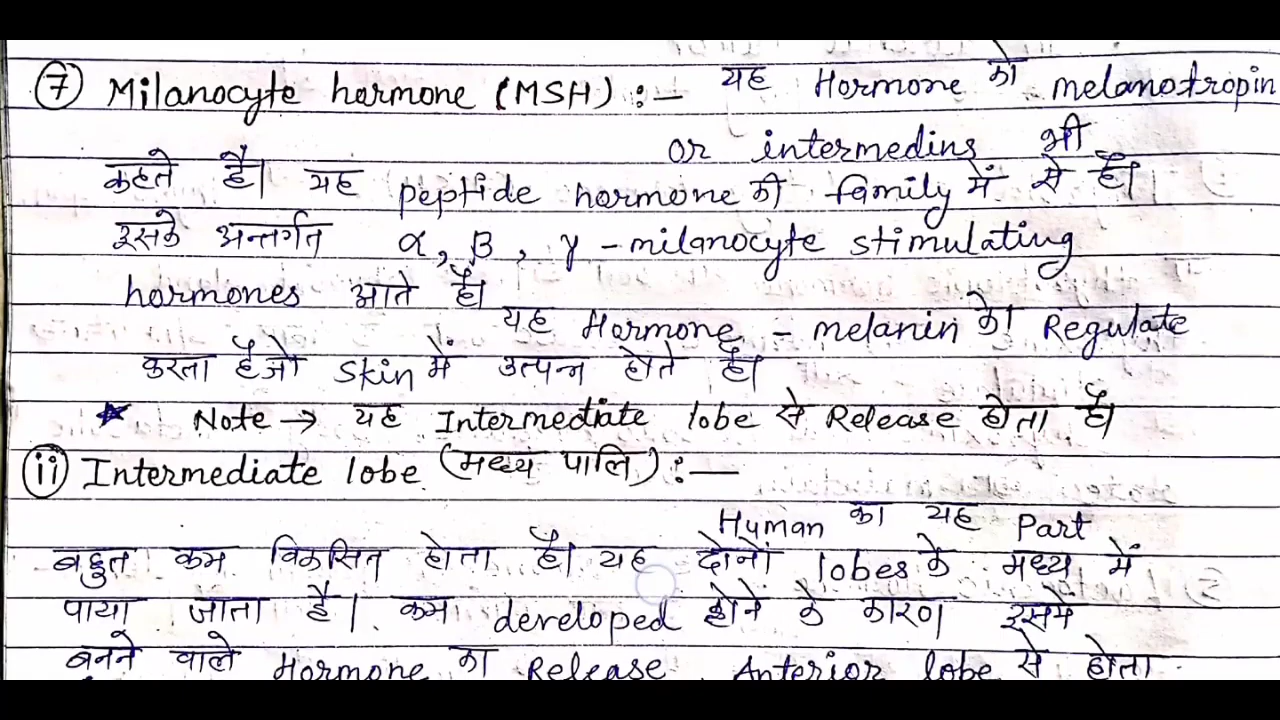 ⑦ Milanocyte hormone (MSH) :- यह Hormone को melanotropin
or intermedins भी
कहते हैं। यह peptide hormone की family में से है।
इसके अन्तर्गत α, β, γ - milanocyte stimulating
hormones आते है।
यह Hormone - melanin को Regulate
करता है जो skin में उत्पन्न होते है।
★ Note → यह Intermediate lobe से Release होता है।
ⅱ Intermediate lobe (मध्य पालि) :-
Human का यह Part
बहुत कम विकसित होता है। यह दोनों lobes के मध्य में
पाया जाता है। कम developed होने के कारण इसमे
बनने वाले Hormone का Release Anterior lobe से होता